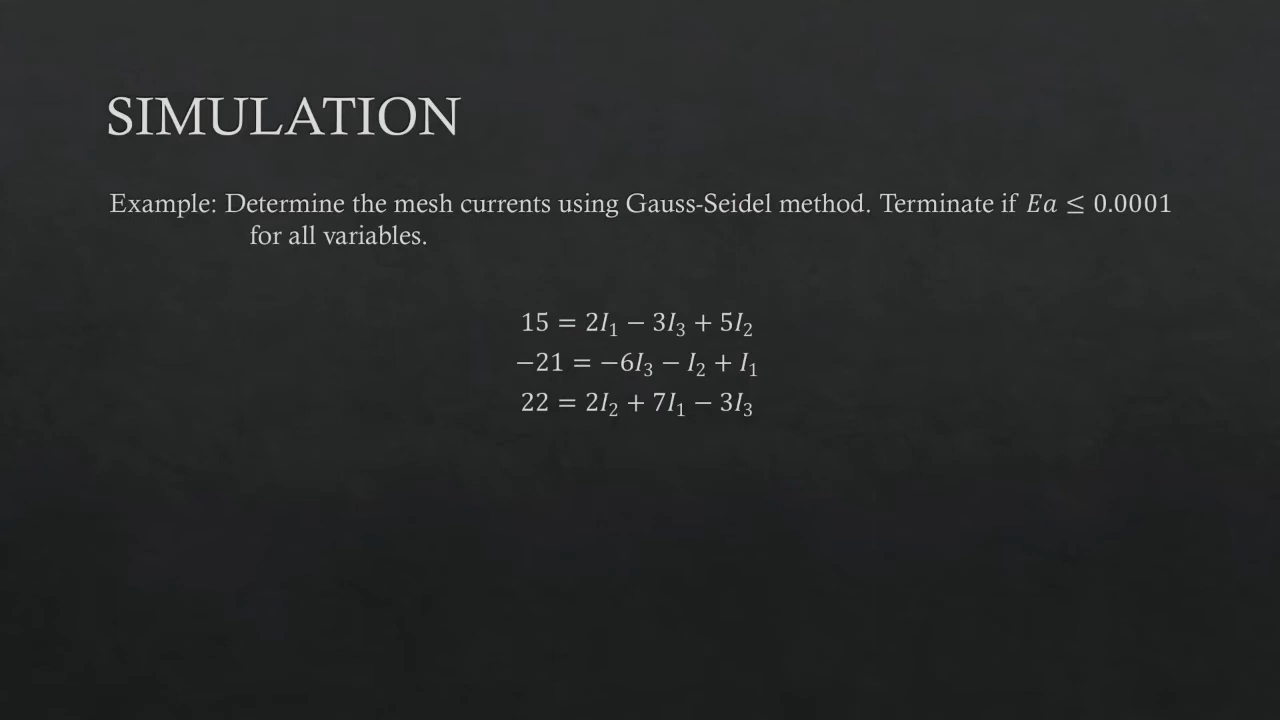 SIMULATION
Example: Determine the mesh currents using Gauss-Seidel method. Terminate if 𝐸𝑎 ≤ 0.0001
for all variables.
15 = 2𝐼₁ − 3𝐼₃ + 5𝐼₂
−21 = −6𝐼₃ − 𝐼₂ + 𝐼₁
22 = 2𝐼₂ + 7𝐼₁ − 3𝐼₃